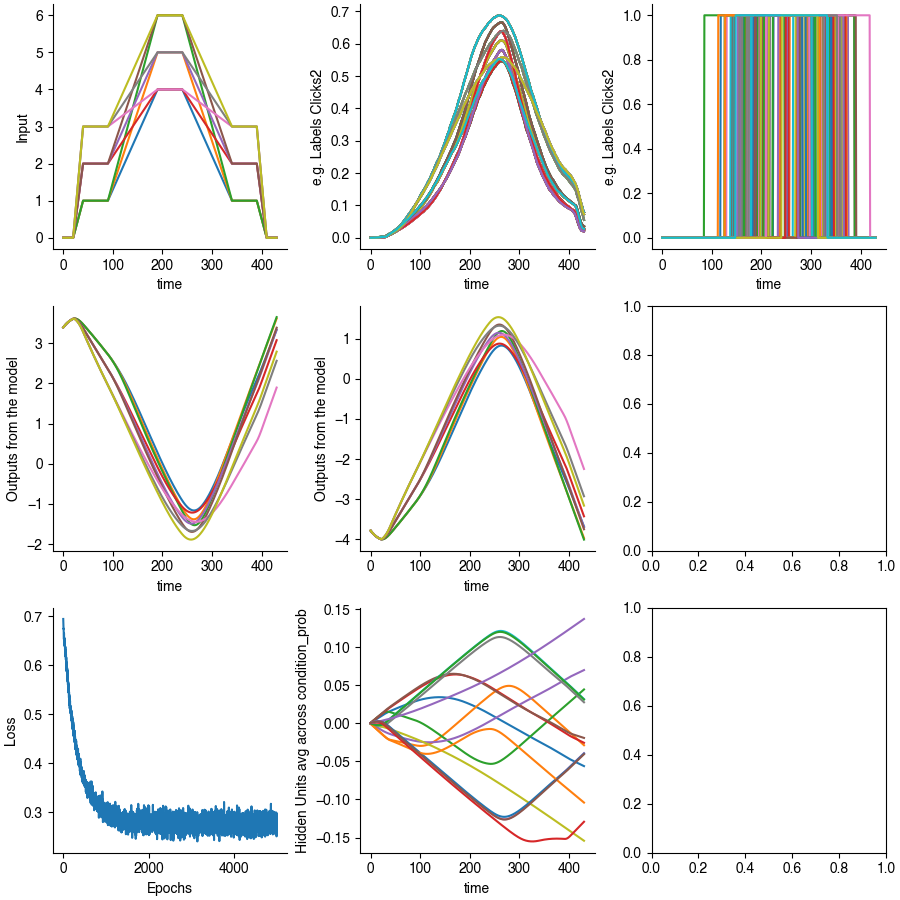 6
5
4
3
2
1
0
Input
0 100 200 300 400
time
0.7
0.6
0.5
0.4
0.3
0.2
0.1
0.0
e.g. Labels Clicks2
0 100 200 300 400
time
1.0
0.8
0.6
0.4
0.2
0.0
e.g. Labels Clicks2
0 100 200 300 400
time
3
2
1
0
−1
−2
Outputs from the model
0 100 200 300 400
time
1
0
−1
−2
−3
−4
Outputs from the model
0 100 200 300 400
time
1.0
0.8
0.6
0.4
0.2
0.0
0.0 0.2 0.4 0.6 0.8 1.0
0.7
0.6
0.5
0.4
0.3
Loss
0 2000 4000
Epochs
0.15
0.10
0.05
0.00
−0.05
−0.10
−0.15
Hidden Units avg across condition_prob
0 100 200 300 400
time
1.0
0.8
0.6
0.4
0.2
0.0
0.0 0.2 0.4 0.6 0.8 1.0